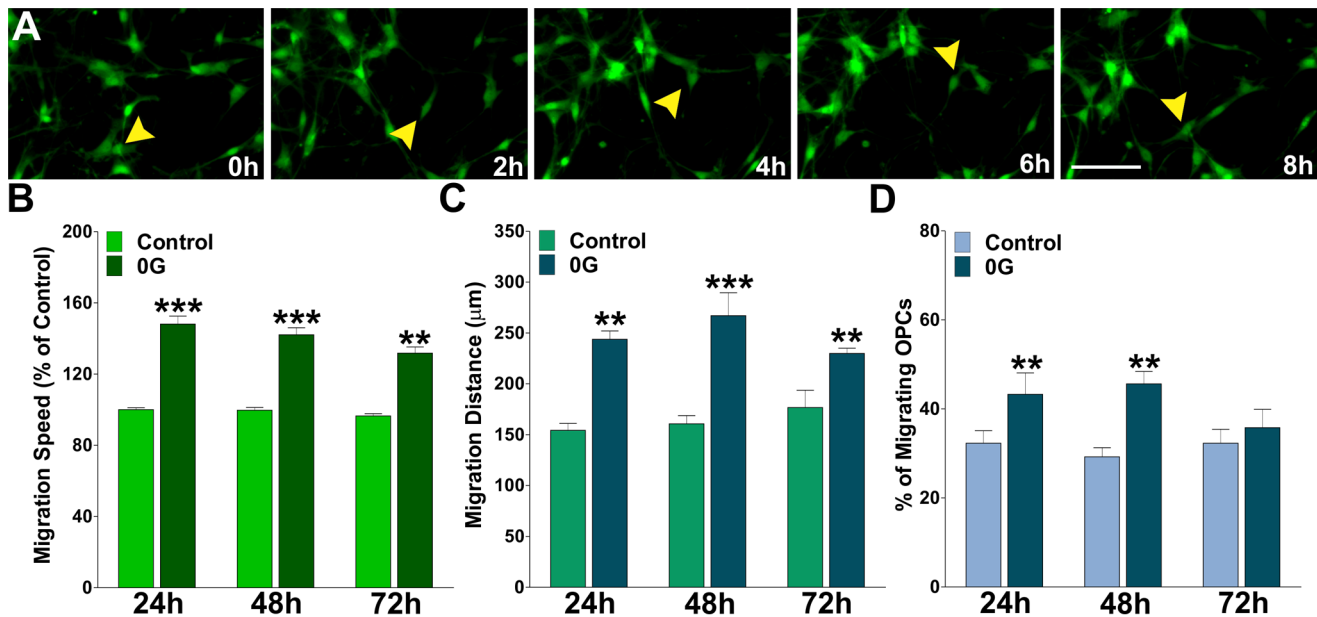 A
0h
2h
4h
6h
8h
B
Migration Speed (% of Control)
200
160
120
80
40
0
Control
0G
***
***
**
24h
48h
72h
C
Migration Distance (µm)
350
300
250
200
150
100
50
0
Control
0G
**
***
**
24h
48h
72h
D
% of Migrating OPCs
80
60
40
20
0
Control
0G
**
**
24h
48h
72h